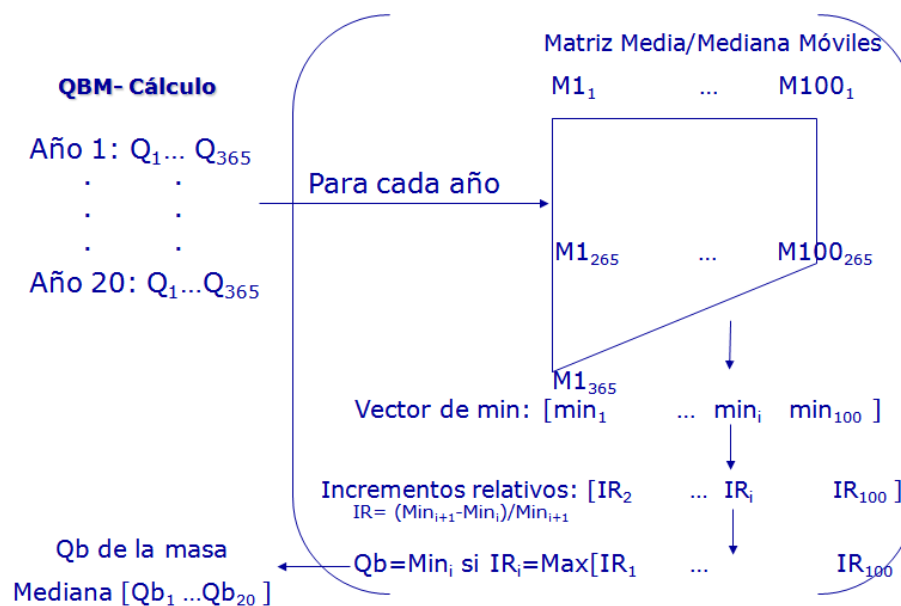 Matriz Media/Mediana Móviles
QBM- Cálculo
M1₁ ... M100₁
Año 1: Q₁... Q₃₆₅
. .
. .
. .
Para cada año
Año 20: Q₁...Q₃₆₅
M1₂₆₅ ... M100₂₆₅
M1₃₆₅
Vector de min: [min₁ ... minᵢ min₁₀₀ ]
Incrementos relativos: [IR₂ ... IRᵢ IR₁₀₀ ]
IR= (Minᵢ₊₁-Minᵢ)/Minᵢ₊₁
Qb=Minᵢ si IRᵢ=Max[IR₁ ... IR₁₀₀
Qb de la masa
Mediana [Qb₁ ...Qb₂₀ ]